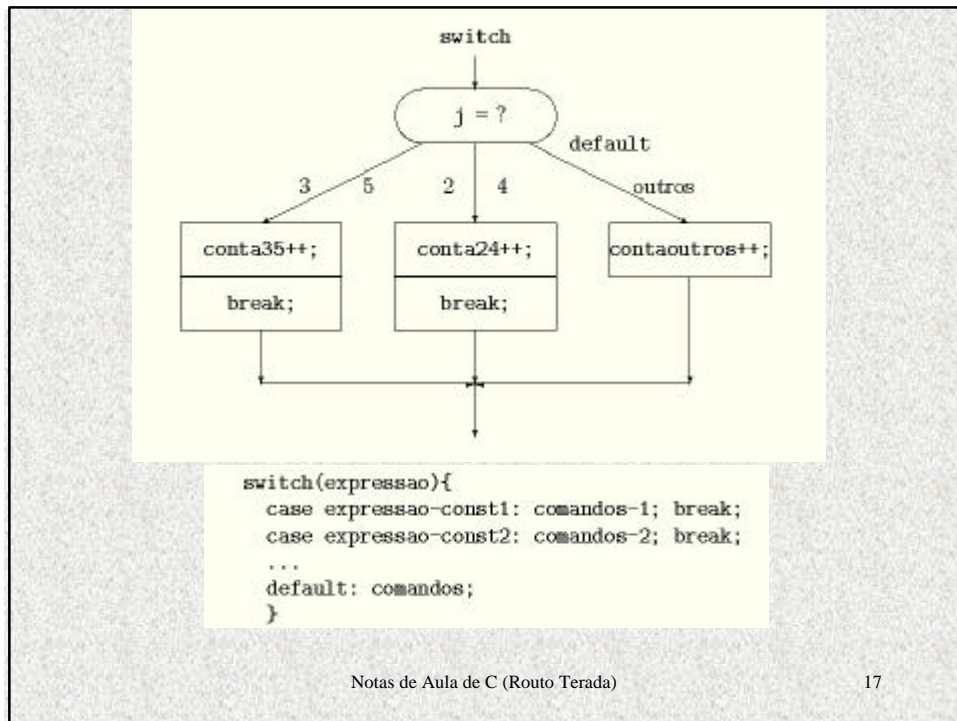 switch
j = ?
default
3 5 2 4 outros
conta35++; conta24++; contaoutros++;
break; break;
switch(expressao){
case expressao-const1: comandos-1; break;
case expressao-const2: comandos-2; break;
...
default: comandos;
}
Notas de Aula de C (Routo Terada) 17